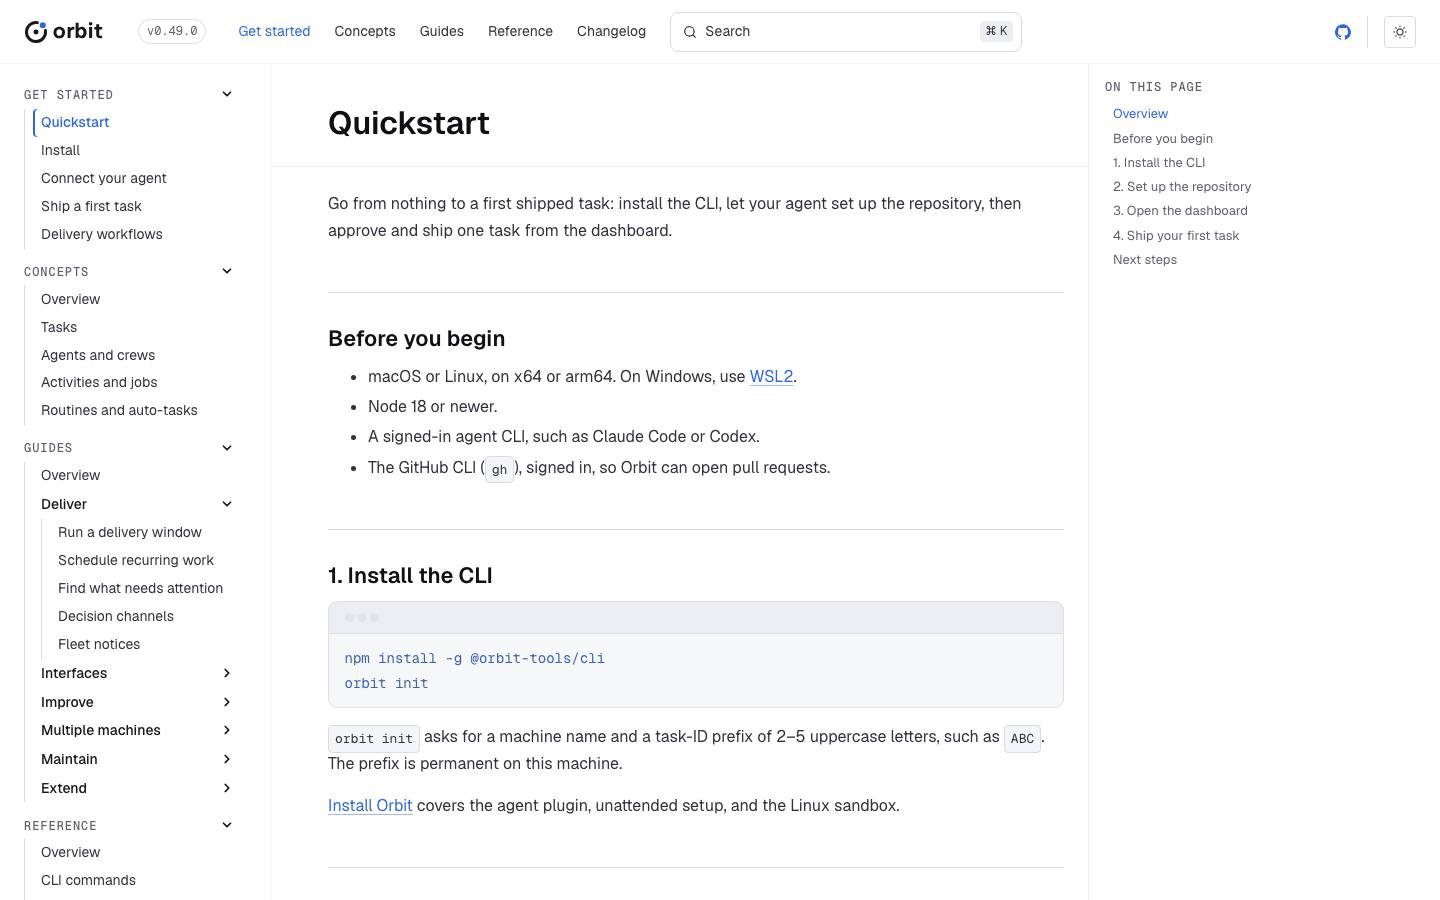 orbit
v0.49.0
Get started
Concepts
Guides
Reference
Changelog
Search
⌘ K
GET STARTED
Quickstart
Install
Connect your agent
Ship a first task
Delivery workflows
CONCEPTS
Overview
Tasks
Agents and crews
Activities and jobs
Routines and auto-tasks
GUIDES
Overview
Deliver
Run a delivery window
Schedule recurring work
Find what needs attention
Decision channels
Fleet notices
Interfaces
Improve
Multiple machines
Maintain
Extend
REFERENCE
Overview
CLI commands
Quickstart
Go from nothing to a first shipped task: install the CLI, let your agent set up the repository, then
approve and ship one task from the dashboard.
Before you begin
• macOS or Linux, on x64 or arm64. On Windows, use WSL2.
• Node 18 or newer.
• A signed-in agent CLI, such as Claude Code or Codex.
• The GitHub CLI (gh), signed in, so Orbit can open pull requests.
1. Install the CLI
npm install -g @orbit-tools/cli
orbit init
orbit init asks for a machine name and a task-ID prefix of 2–5 uppercase letters, such as ABC.
The prefix is permanent on this machine.
Install Orbit covers the agent plugin, unattended setup, and the Linux sandbox.
ON THIS PAGE
Overview
Before you begin
1. Install the CLI
2. Set up the repository
3. Open the dashboard
4. Ship your first task
Next steps